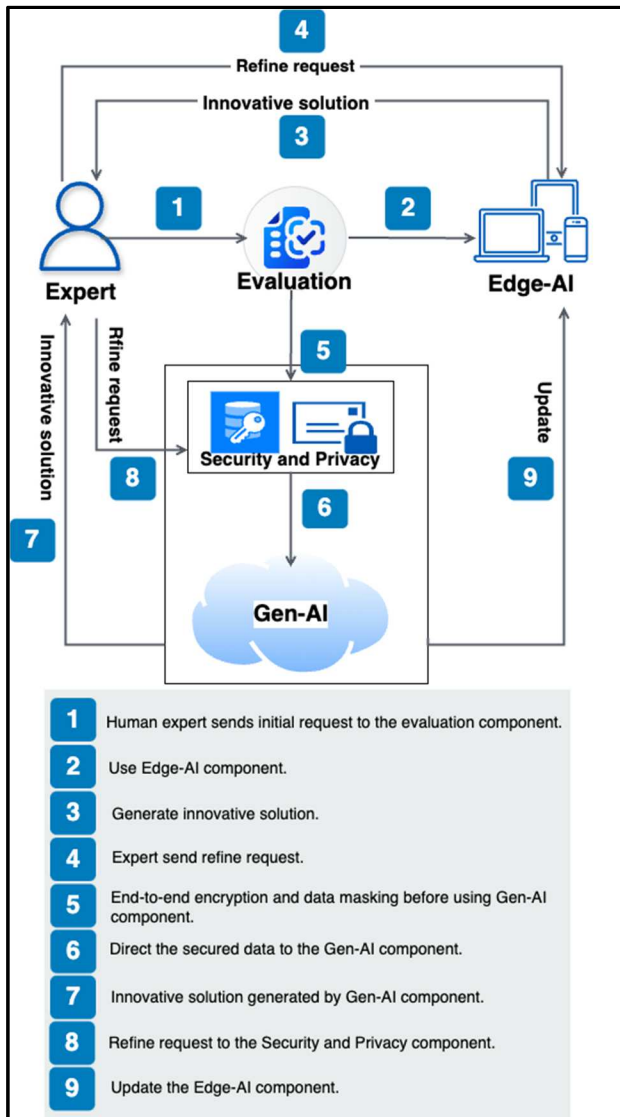 4
Refine request
Innovative solution
3
1
2
Expert
Evaluation
Edge-AI
Innovative solution
Rfine request
5
Update
8
Security and Privacy
9
7
6
Gen-AI
1 Human expert sends initial request to the evaluation component.
2 Use Edge-AI component.
3 Generate innovative solution.
4 Expert send refine request.
5 End-to-end encryption and data masking before using Gen-AI
component.
6 Direct the secured data to the Gen-AI component.
7 Innovative solution generated by Gen-AI component.
8 Refine request to the Security and Privacy component.
9 Update the Edge-AI component.